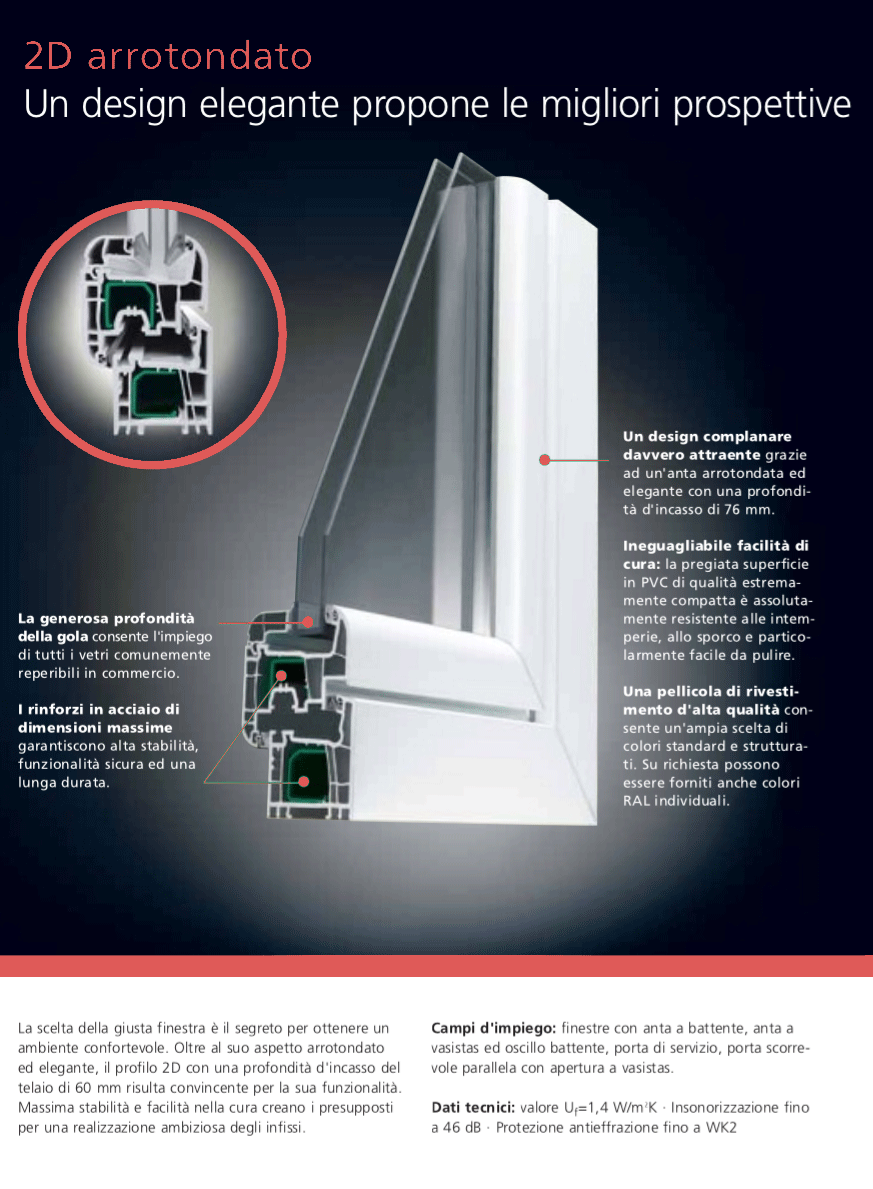 2D arrotondato
Un design elegante propone le migliori prospettive
Un design complanare
davvero attraente grazie
ad un'anta arrotondata ed
elegante con una profondi-
tà d'incasso di 76 mm.
Ineguagliabile facilità di
cura: la pregiata superficie
in PVC di qualità estrema-
mente compatta è assoluta-
mente resistente alle intem-
perie, allo sporco e partico-
larmente facile da pulire.
Una pellicola di rivesti-
mento d'alta qualità con-
sente un'ampia scelta di
colori standard e struttura-
ti. Su richiesta possono
essere forniti anche colori
RAL individuali.
La generosa profondità
della gola consente l'impiego
di tutti i vetri comunemente
reperibili in commercio.
I rinforzi in acciaio di
dimensioni massime
garantiscono alta stabilità,
funzionalità sicura ed una
lunga durata.
La scelta della giusta finestra è il segreto per ottenere un
ambiente confortevole. Oltre al suo aspetto arrotondato
ed elegante, il profilo 2D con una profondità d'incasso del
telaio di 60 mm risulta convincente per la sua funzionalità.
Massima stabilità e facilità nella cura creano i presupposti
per una realizzazione ambiziosa degli infissi.
Campi d'impiego: finestre con anta a battente, anta a
vasistas ed oscillo battente, porta di servizio, porta scorre-
vole parallela con apertura a vasistas.
Dati tecnici: valore Uf=1,4 W/m²K · Insonorizzazione fino
a 46 dB · Protezione antieffrazione fino a WK2